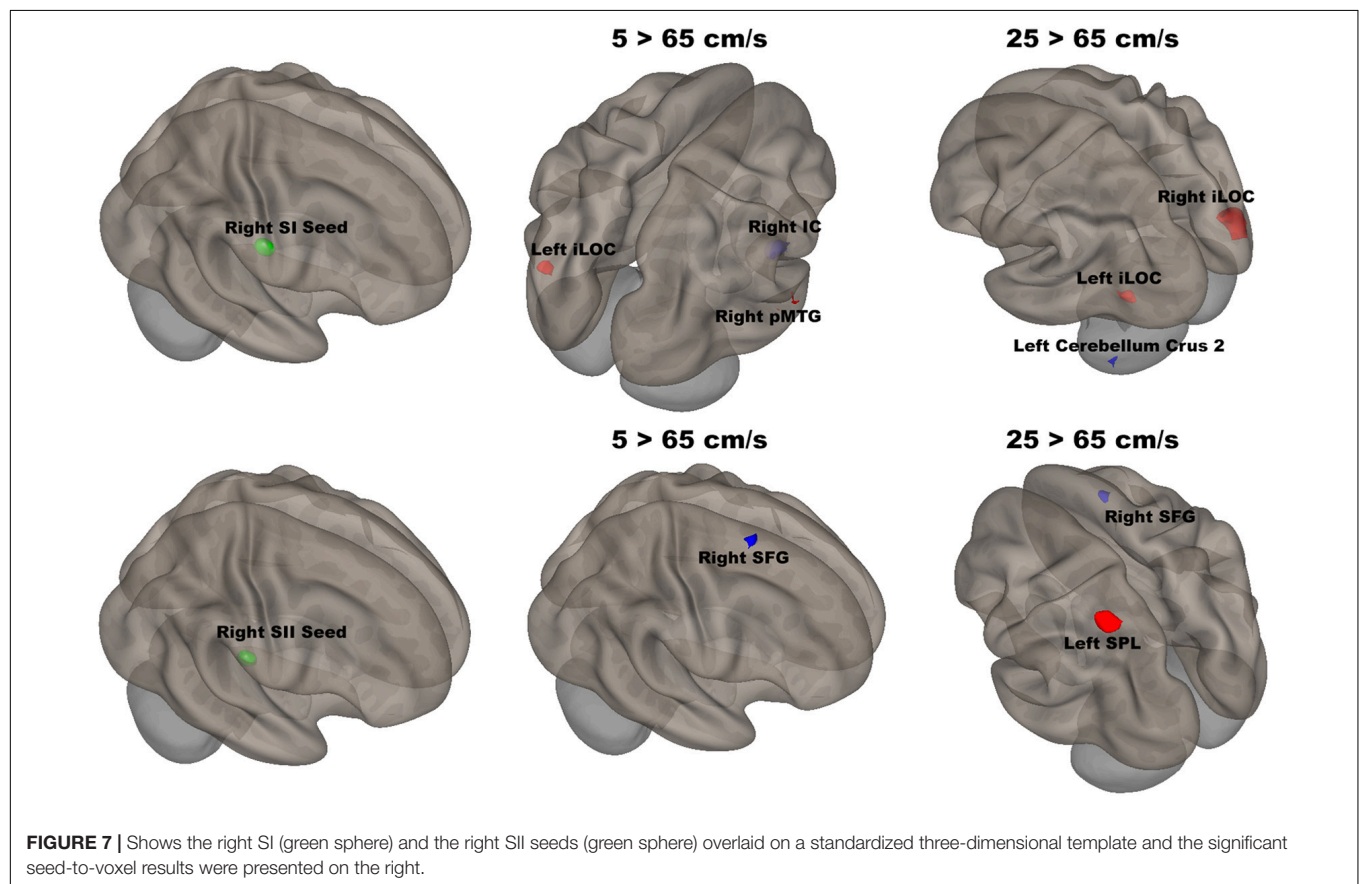 5 > 65 cm/s
25 > 65 cm/s
Right SI Seed
Left iLOC
Right IC
Right pMTG
Right iLOC
Left iLOC
Left Cerebellum Crus 2
5 > 65 cm/s
25 > 65 cm/s
Right SII Seed
Right SFG
Right SFG
Left SPL
FIGURE 7 | Shows the right SI (green sphere) and the right SII seeds (green sphere) overlaid on a standardized three-dimensional template and the significant
seed-to-voxel results were presented on the right.